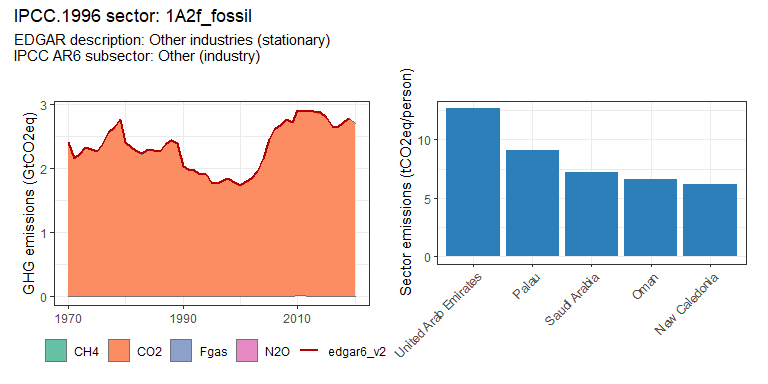 IPCC.1996 sector: 1A2f_fossil
EDGAR description: Other industries (stationary)
IPCC AR6 subsector: Other (industry)
GHG emissions (GtCO2eq)
3
2
1
0
1970
1990
2010
CH4
CO2
Fgas
N2O
edgar6_v2
Sector emissions (tCO2eq/person)
10
5
0
United Arab Emirates
Palau
Saudi Arabia
Oman
New Caledonia